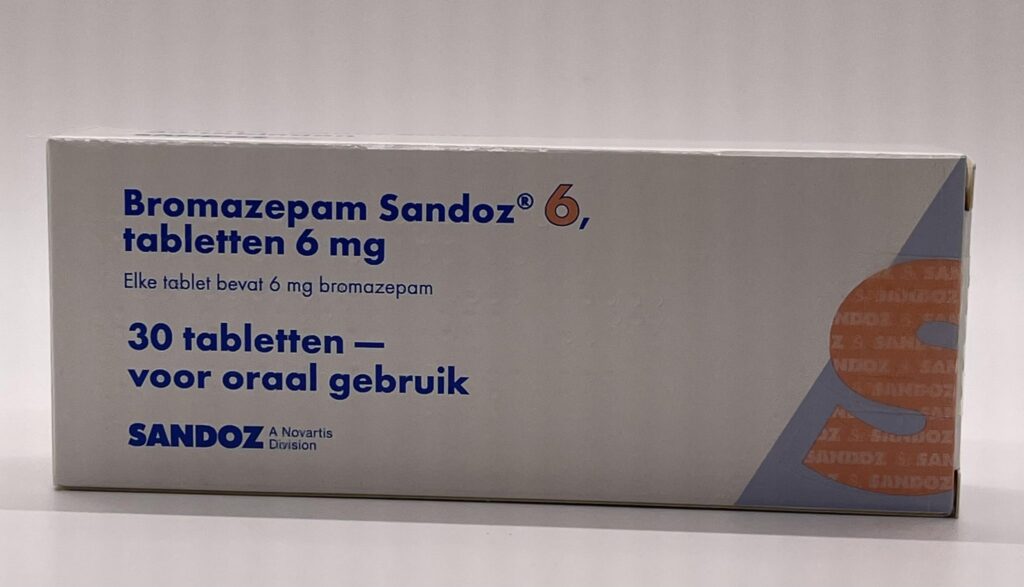 Bromazepam Sandoz® 6,
tabletten 6 mg
Elke tablet bevat 6 mg bromazepam
30 tabletten —
voor oraal gebruik
SANDOZ A Novartis
Division